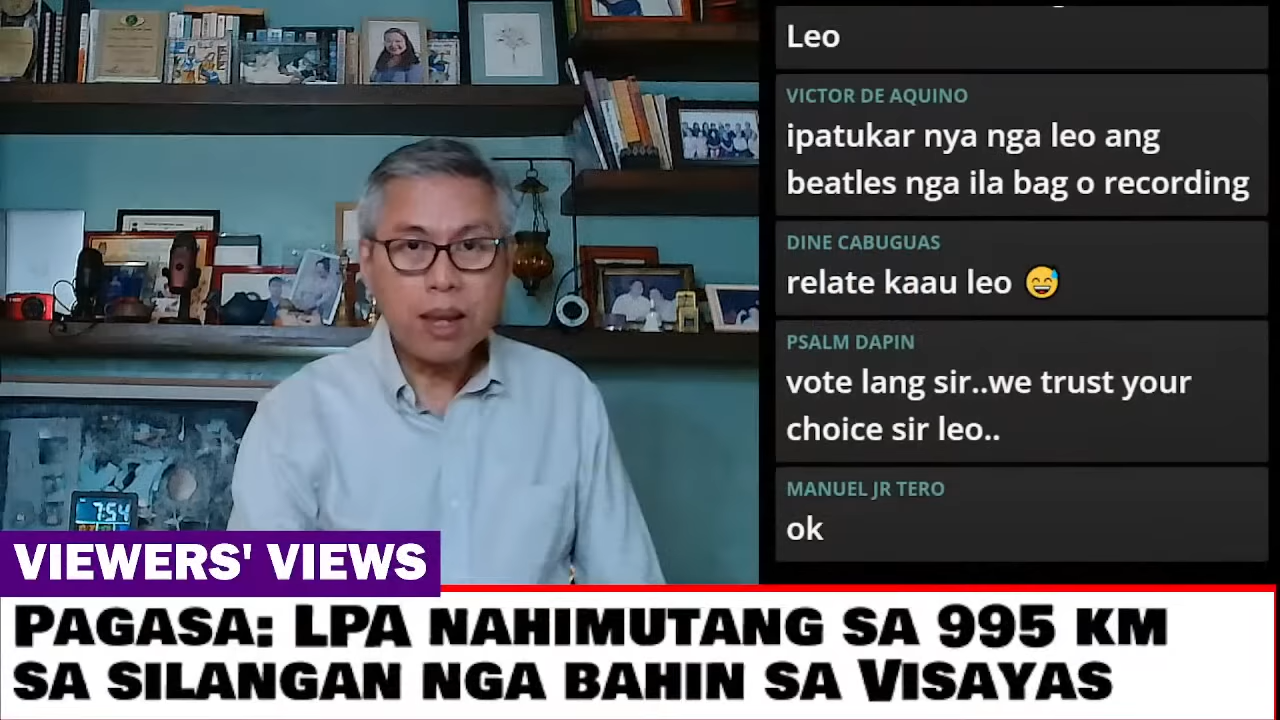 Leo
VICTOR DE AQUINO
ipatukar nya nga leo ang
beatles nga ila bag o recording
DINE CABUGUAS
relate kaau leo 😅
PSALM DAPIN
vote lang sir..we trust your
choice sir leo..
MANUEL JR TERO
ok
7:54
VIEWERS' VIEWS
PAGASA: LPA NAHIMUTANG SA 995 KM
SA SILANGAN NGA BAHIN SA VISAYAS